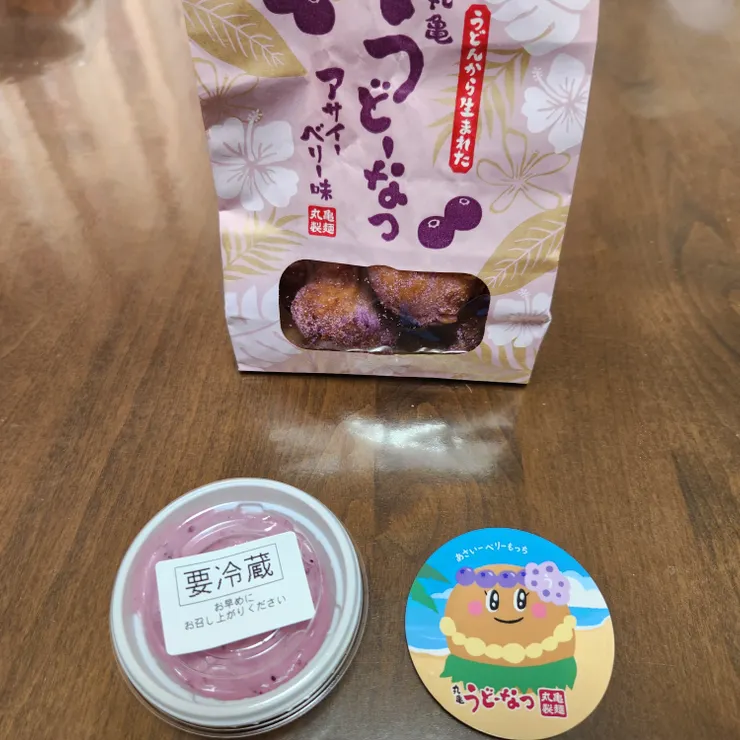 丸亀
うどーなつ
アサイー
ベリー味
丸亀
製麺
うどんから生まれた
要冷蔵
お早めに
お召し上がりください
あさいーべりーもっち
丸亀
うどーなつ
丸亀
製麺